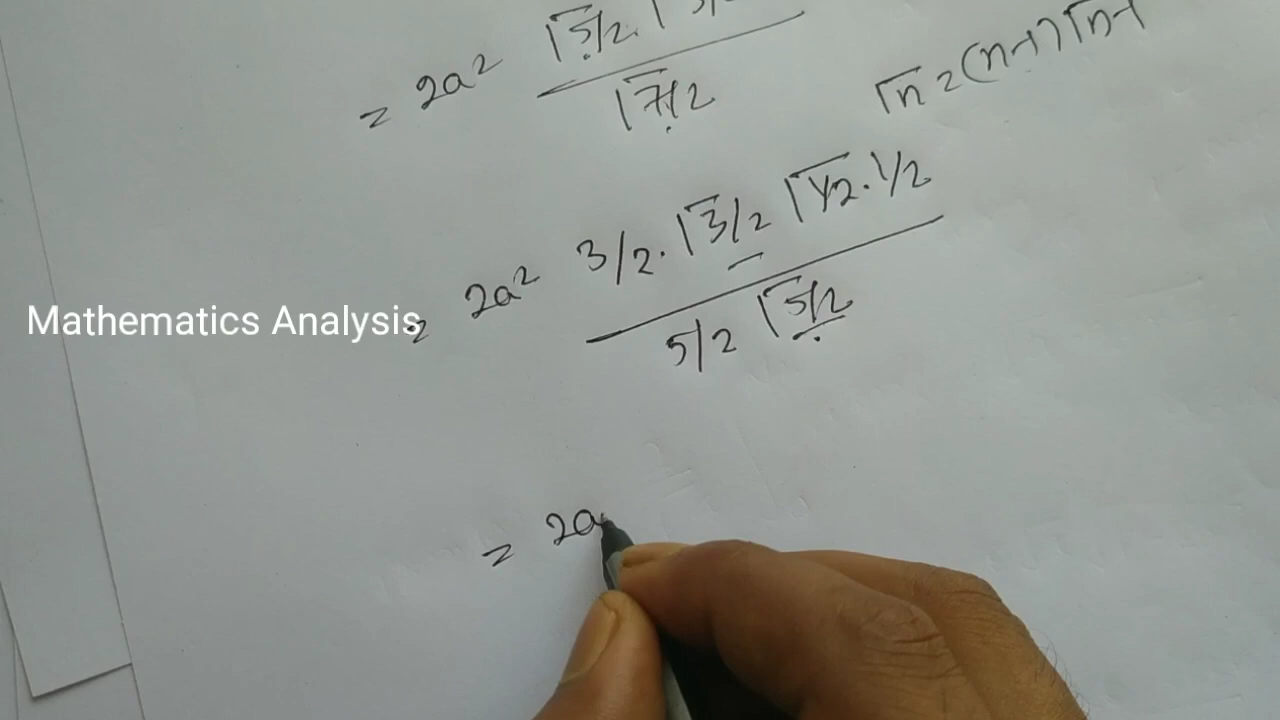 = 2a² Γ5/2 . Γ3/2 / Γ7/2
Γn = (n-1) Γn-1
= 2a² 3/2 . Γ3/2 Γ1/2 . 1/2 / 5/2 Γ5/2
Mathematics Analysis
= 2a